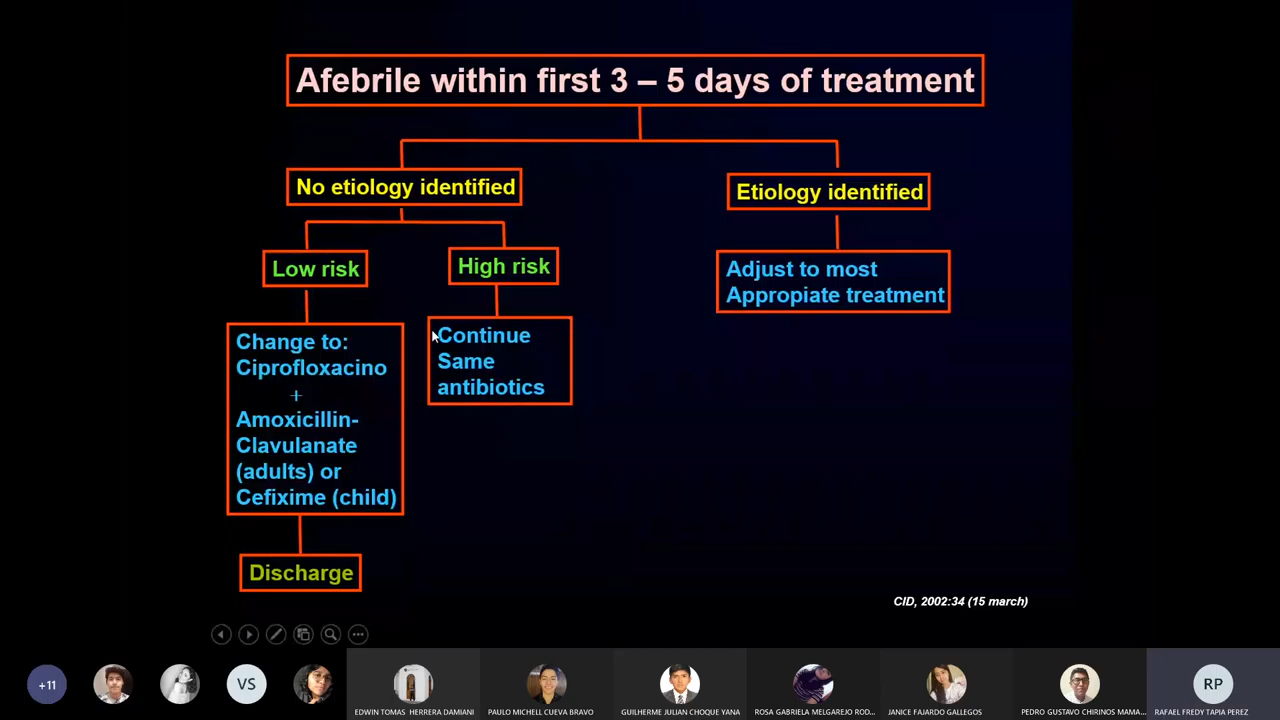 Afebrile within first 3 – 5 days of treatment
No etiology identified
Etiology identified
Low risk
High risk
Adjust to most
Appropiate treatment
Change to:
Ciprofloxacino
+
Amoxicillin-
Clavulanate
(adults) or
Cefixime (child)
Continue
Same
antibiotics
Discharge
CID, 2002:34 (15 march)
+11
VS
RP
EDWIN TOMAS HERRERA DAMIANI
PAULO MICHELL CUEVA BRAVO
GUILHERME JULIAN CHOQUE YANA
ROSA GABRIELA MELGAREJO ROD...
JANICE FAJARDO GALLEGOS
PEDRO GUSTAVO CHIRINOS MAMA...
RAFAEL FREDY TAPIA PEREZ